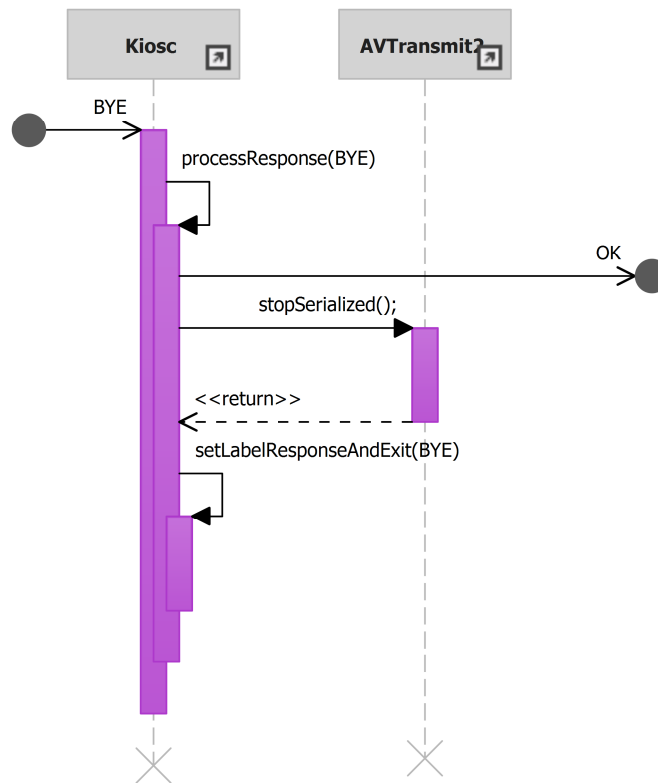 Kiosc
AVTransmit2
BYE
processResponse(BYE)
OK
stopSerialized();
<<return>>
setLabelResponseAndExit(BYE)